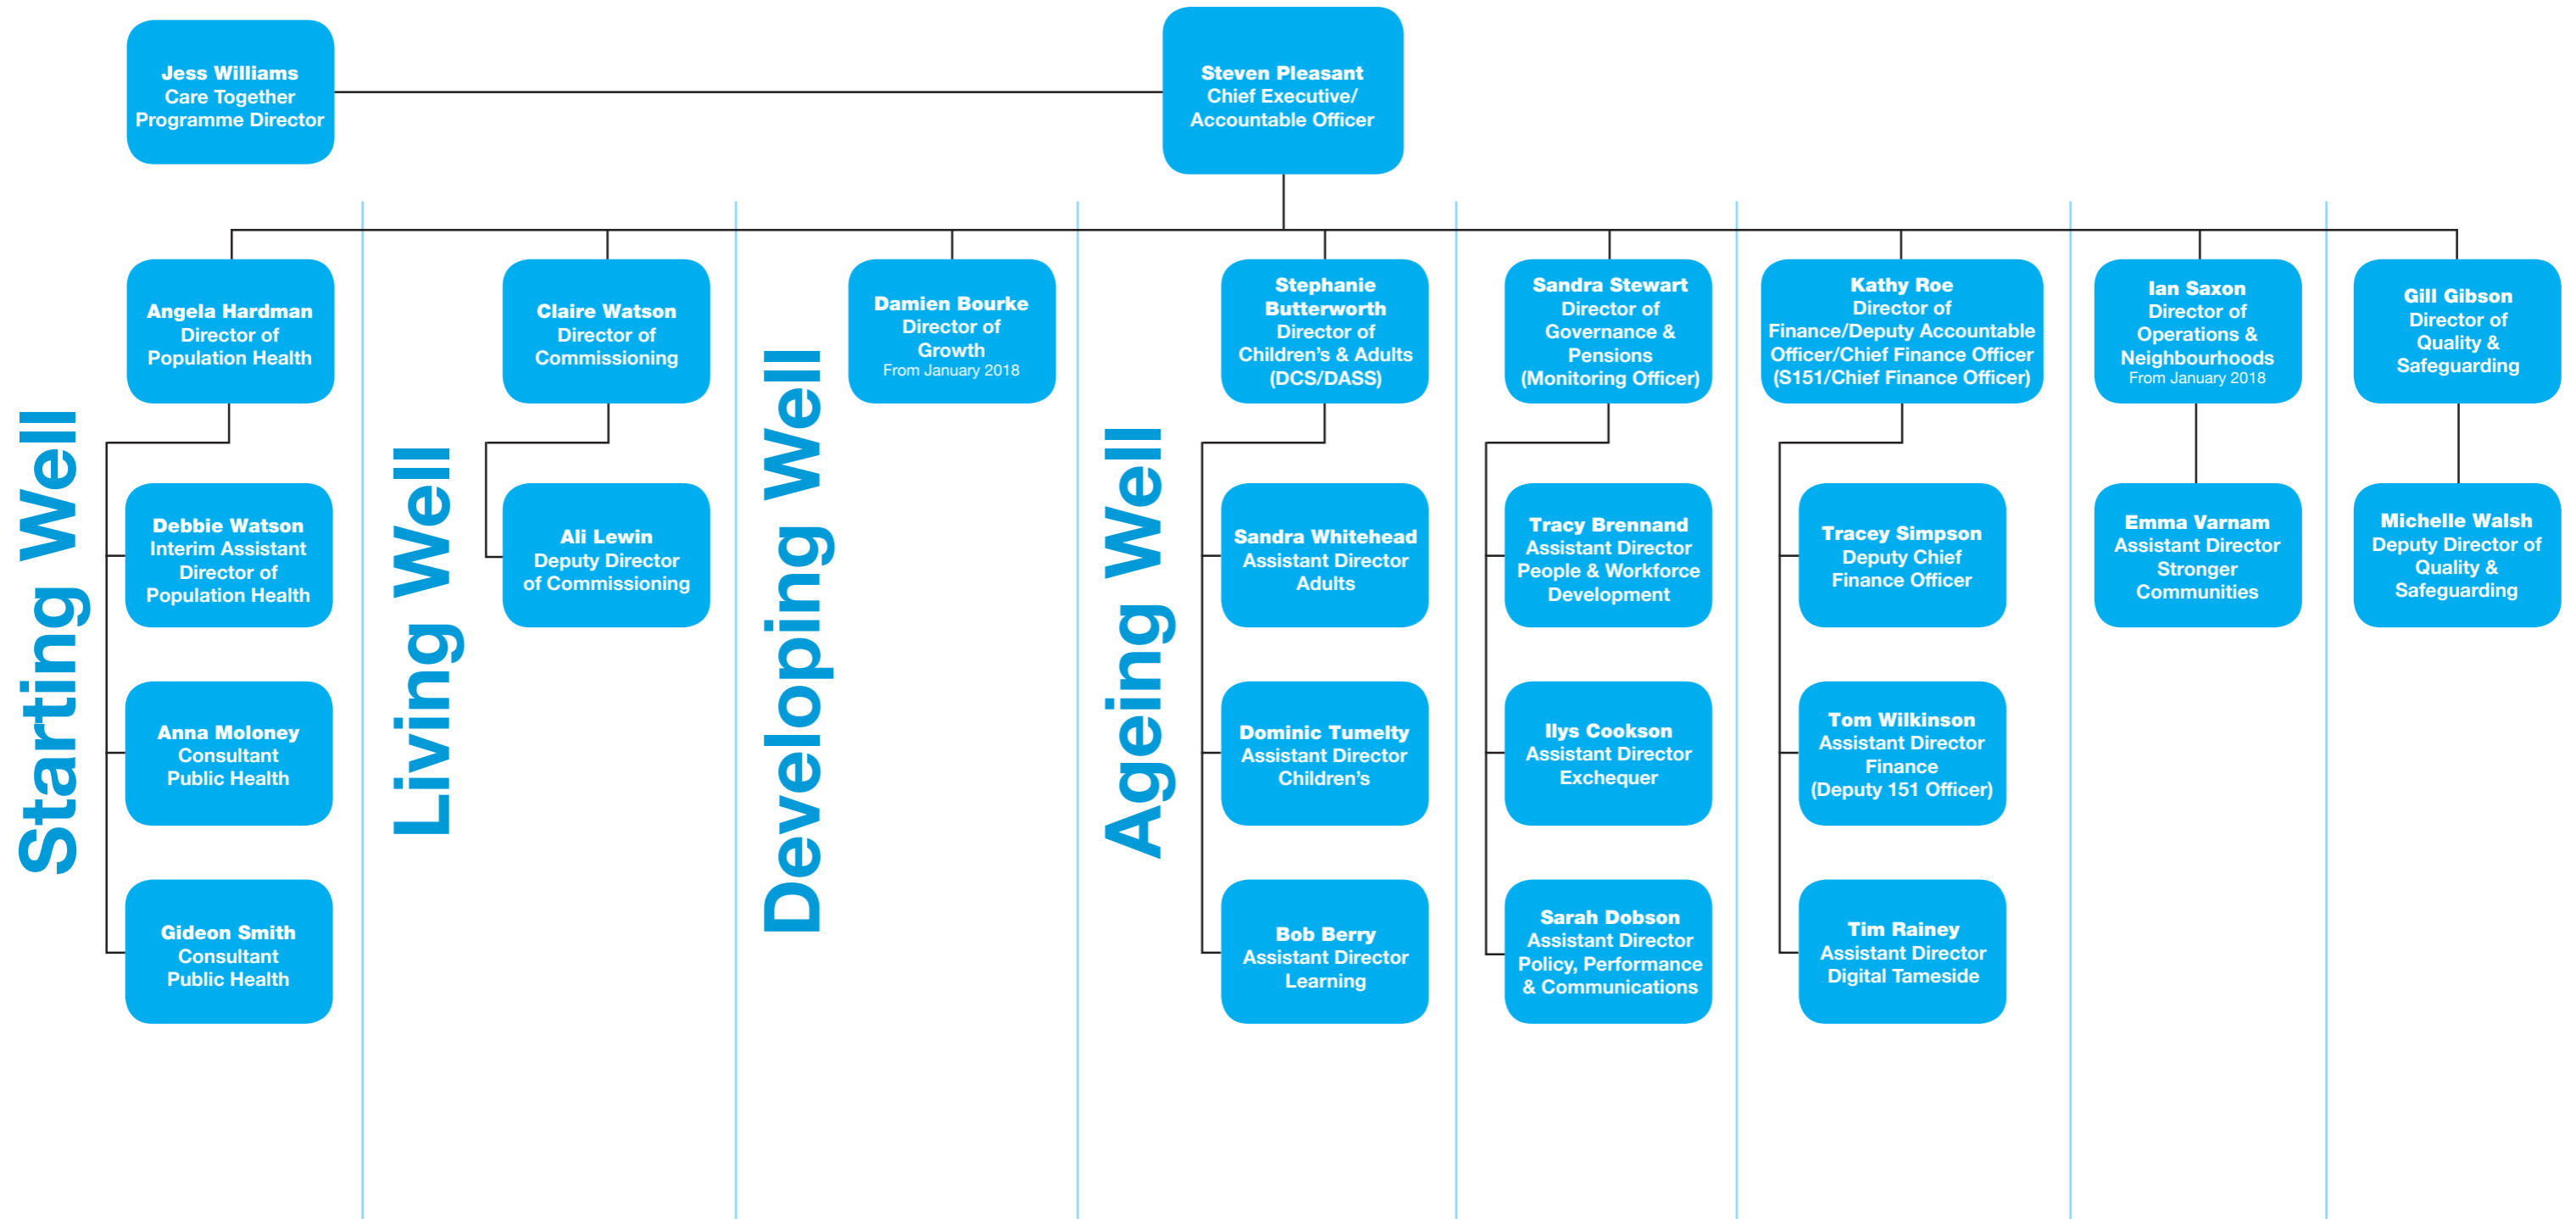 Jess Williams
Care Together
Programme Director
Steven Pleasant
Chief Executive/
Accountable Officer
Starting Well
Angela Hardman
Director of
Population Health
Debbie Watson
Interim Assistant
Director of
Population Health
Anna Moloney
Consultant
Public Health
Gideon Smith
Consultant
Public Health
Living Well
Claire Watson
Director of
Commissioning
Ali Lewin
Deputy Director
of Commissioning
Developing Well
Damien Bourke
Director of
Growth
From January 2018
Ageing Well
Stephanie
Butterworth
Director of
Children’s & Adults
(DCS/DASS)
Sandra Whitehead
Assistant Director
Adults
Dominic Tumelty
Assistant Director
Children’s
Bob Berry
Assistant Director
Learning
Sandra Stewart
Director of
Governance &
Pensions
(Monitoring Officer)
Tracy Brennand
Assistant Director
People & Workforce
Development
Ilys Cookson
Assistant Director
Exchequer
Sarah Dobson
Assistant Director
Policy, Performance
& Communications
Kathy Roe
Director of
Finance/Deputy Accountable
Officer/Chief Finance Officer
(S151/Chief Finance Officer)
Tracey Simpson
Deputy Chief
Finance Officer
Tom Wilkinson
Assistant Director
Finance
(Deputy 151 Officer)
Tim Rainey
Assistant Director
Digital Tameside
Ian Saxon
Director of
Operations &
Neighbourhoods
From January 2018
Emma Varnam
Assistant Director
Stronger
Communities
Gill Gibson
Director of
Quality &
Safeguarding
Michelle Walsh
Deputy Director of
Quality &
Safeguarding